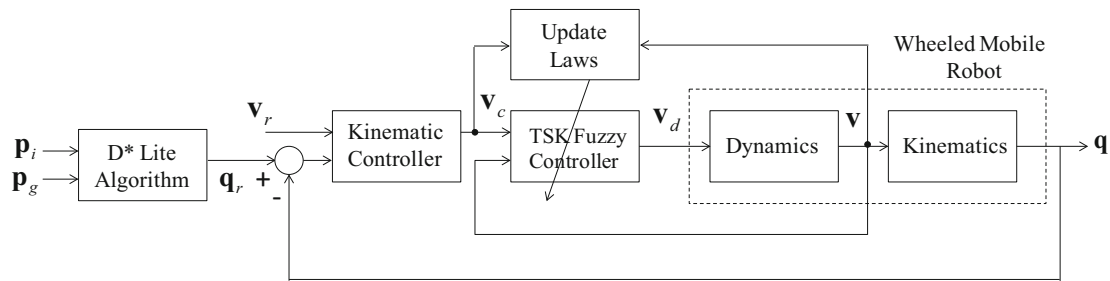 Update
Laws
Wheeled Mobile
Robot
v_r
v_c
v_d
v
Kinematic
Controller
TSK Fuzzy
Controller
Dynamics
Kinematics
q
p_i
p_g
D* Lite
Algorithm
q_r
+
-